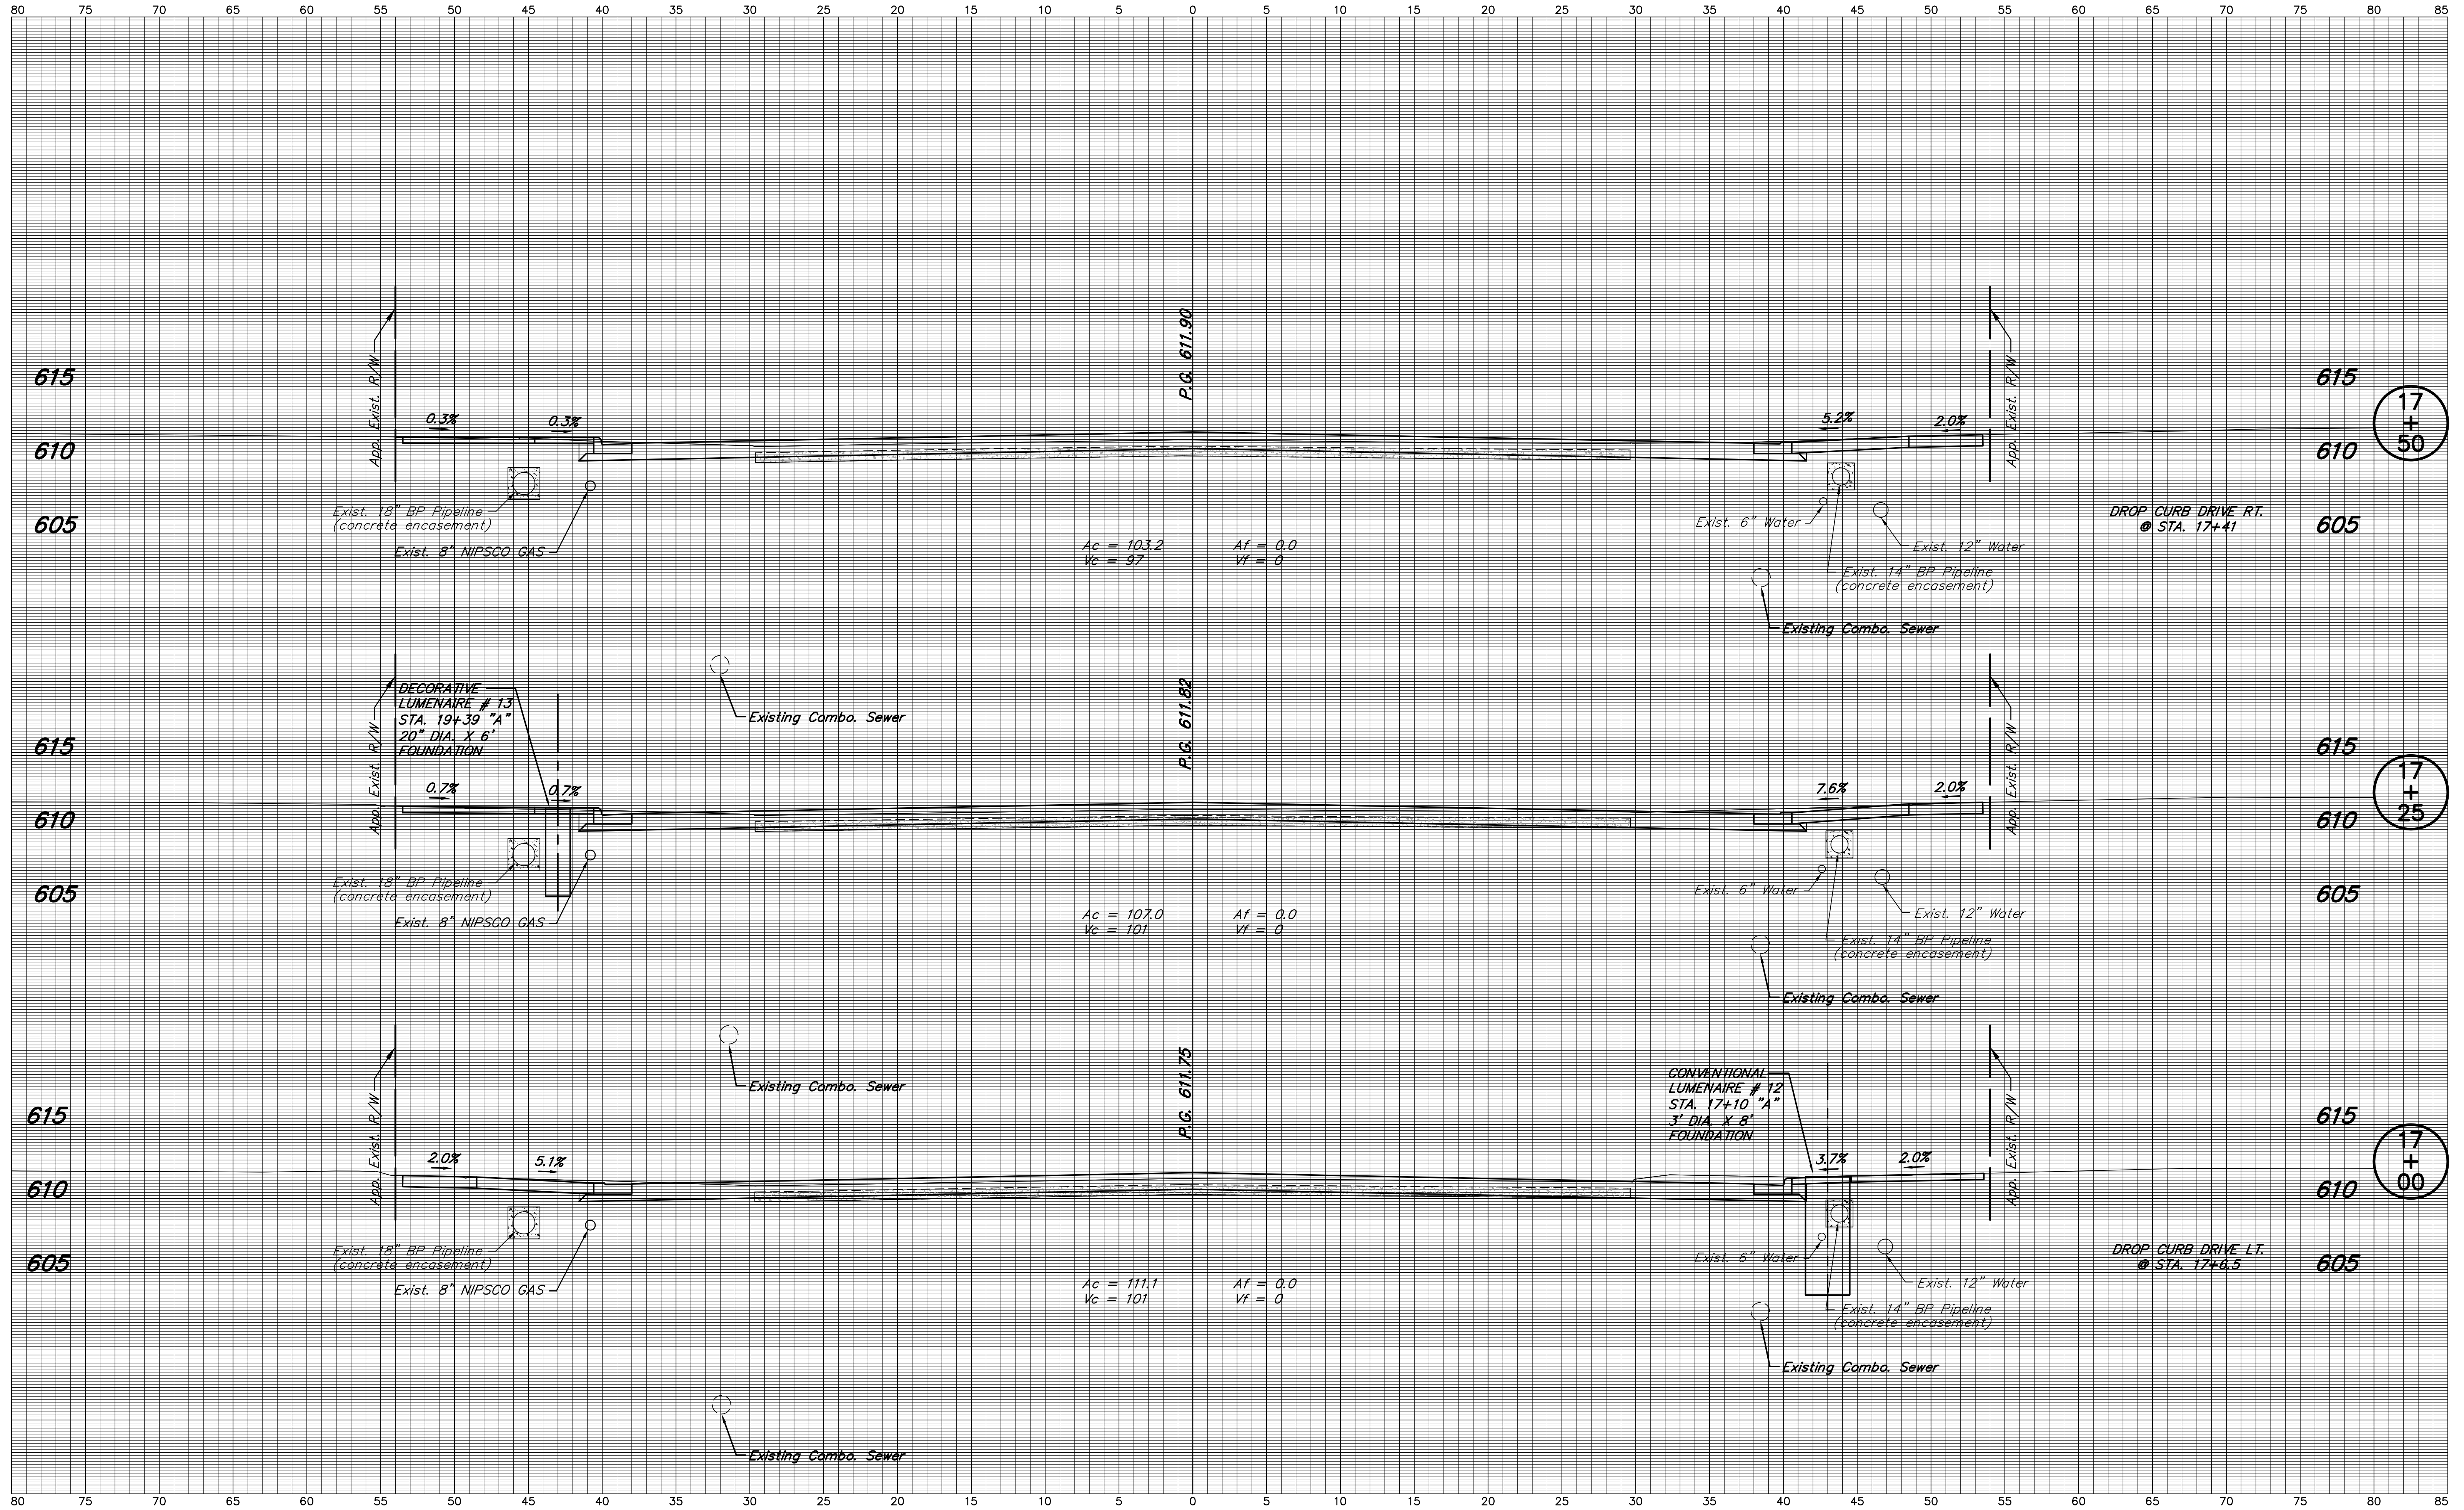 80 75 70 65 60 55 50 45 40 35 30 25 20 15 10 5 0 5 10 15 20 25 30 35 40 45 50 55 60 65 70 75 80 85
App. Exist. R/W
P.G. 611.90
App. Exist. R/W
615
615
17
+
50
0.3%
0.3%
5.2%
2.0%
610
610
Exist. 18" BP Pipeline
(concrete encasement)
Exist. 8" NIPSCO GAS
605
Exist. 6" Water
DROP CURB DRIVE RT.
@ STA. 17+41
605
Ac = 103.2
Af = 0.0
Vc = 97
Vf = 0
Exist. 12" Water
Exist. 14" BP Pipeline
(concrete encasement)
Existing Combo. Sewer
Existing Combo. Sewer
App. Exist. R/W
DECORATIVE
LUMENAIRE # 13
STA. 19+39 "A"
20" DIA. X 6'
FOUNDATION
P.G. 611.82
App. Exist. R/W
615
615
17
+
25
0.7%
0.7%
7.6%
2.0%
610
610
Exist. 18" BP Pipeline
(concrete encasement)
Exist. 8" NIPSCO GAS
605
Exist. 6" Water
605
Ac = 107.0
Af = 0.0
Vc = 101
Vf = 0
Exist. 12" Water
Exist. 14" BP Pipeline
(concrete encasement)
Existing Combo. Sewer
Existing Combo. Sewer
App. Exist. R/W
P.G. 611.75
CONVENTIONAL
LUMENAIRE # 12
STA. 17+10 "A"
3' DIA. X 8'
FOUNDATION
App. Exist. R/W
615
615
17
+
00
2.0%
5.1%
3.7%
2.0%
610
610
Exist. 18" BP Pipeline
(concrete encasement)
Exist. 8" NIPSCO GAS
605
Exist. 6" Water
DROP CURB DRIVE LT.
@ STA. 17+6.5
605
Ac = 111.1
Af = 0.0
Vc = 101
Vf = 0
Exist. 12" Water
Exist. 14" BP Pipeline
(concrete encasement)
Existing Combo. Sewer
Existing Combo. Sewer
80 75 70 65 60 55 50 45 40 35 30 25 20 15 10 5 0 5 10 15 20 25 30 35 40 45 50 55 60 65 70 75 80 85